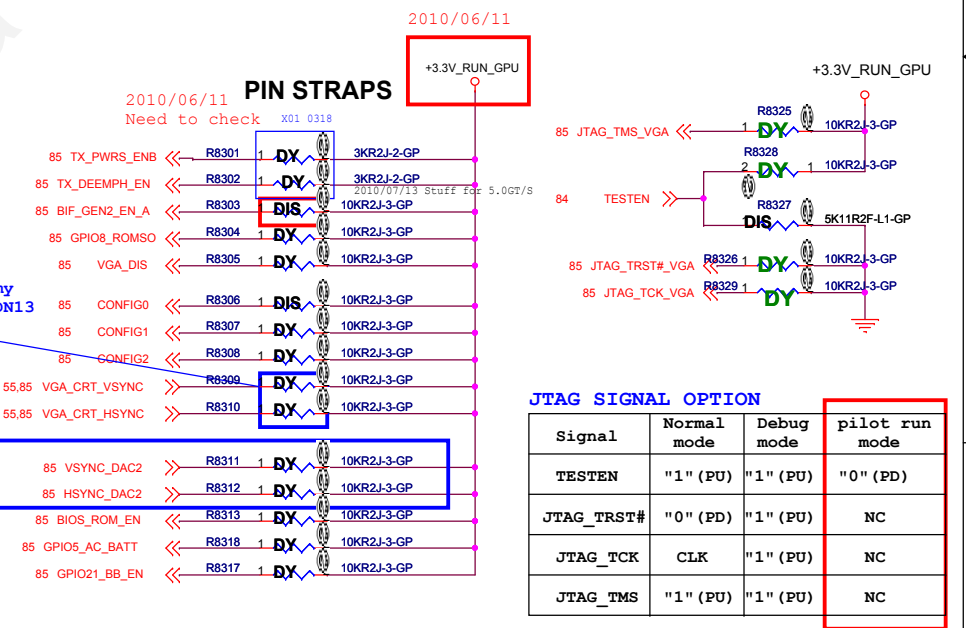 2010/06/11
+3.3V_RUN_GPU
PIN STRAPS
2010/06/11
Need to check
X01 0318
85 TX_PWRS_ENB R8301 1 DY 3KR2J-2-GP
85 TX_DEEMPH_EN R8302 1 DY 3KR2J-2-GP
2010/07/13 Stuff for 5.0GT/S
85 BIF_GEN2_EN_A R8303 1 DIS 10KR2J-3-GP
85 GPIO8_ROMSO R8304 1 DY 10KR2J-3-GP
85 VGA_DIS R8305 1 DY 10KR2J-3-GP
85 CONFIG0 R8306 1 DIS 10KR2J-3-GP
85 CONFIG1 R8307 1 DY 10KR2J-3-GP
85 CONFIG2 R8308 1 DY 10KR2J-3-GP
55,85 VGA_CRT_VSYNC R8309 1 DY 10KR2J-3-GP
55,85 VGA_CRT_HSYNC R8310 1 DY 10KR2J-3-GP
85 VSYNC_DAC2 R8311 1 DY 10KR2J-3-GP
85 HSYNC_DAC2 R8312 1 DY 10KR2J-3-GP
85 BIOS_ROM_EN R8313 1 DY 10KR2J-3-GP
85 GPIO5_AC_BATT R8318 1 DY 10KR2J-3-GP
85 GPIO21_BB_EN R8317 1 DY 10KR2J-3-GP
+3.3V_RUN_GPU
85 JTAG_TMS_VGA 1 R8325 DY 10KR2J-3-GP
R8328
2 DY 1 10KR2J-3-GP
84 TESTEN
R8327
DIS 5K11R2F-L1-GP
85 JTAG_TRST#_VGA R8326 1 DY 10KR2J-3-GP
85 JTAG_TCK_VGA R8329 1 DY 10KR2J-3-GP
JTAG SIGNAL OPTION
Signal Normal mode Debug mode pilot run mode
TESTEN "1"(PU) "1"(PU) "0"(PD)
JTAG_TRST# "0"(PD) "1"(PU) NC
JTAG_TCK CLK "1"(PU) NC
JTAG_TMS "1"(PU) "1"(PU) NC